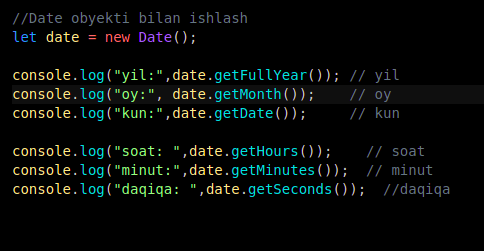 //Date obyekti bilan ishlash
let date = new Date();
console.log("yil:",date.getFullYear()); // yil
console.log("oy:", date.getMonth());    // oy
console.log("kun:",date.getDate());     // kun
console.log("soat: ",date.getHours());    // soat
console.log("minut:",date.getMinutes());  // minut
console.log("daqiqa: ",date.getSeconds());  //daqiqa